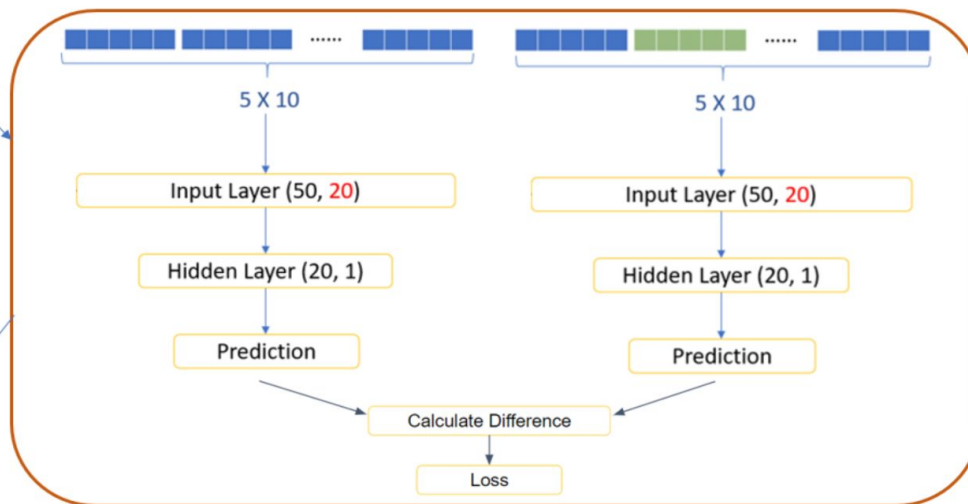 ...... ......
5 X 10 5 X 10
Input Layer (50, 20) Input Layer (50, 20)
Hidden Layer (20, 1) Hidden Layer (20, 1)
Prediction Prediction
Calculate Difference
Loss